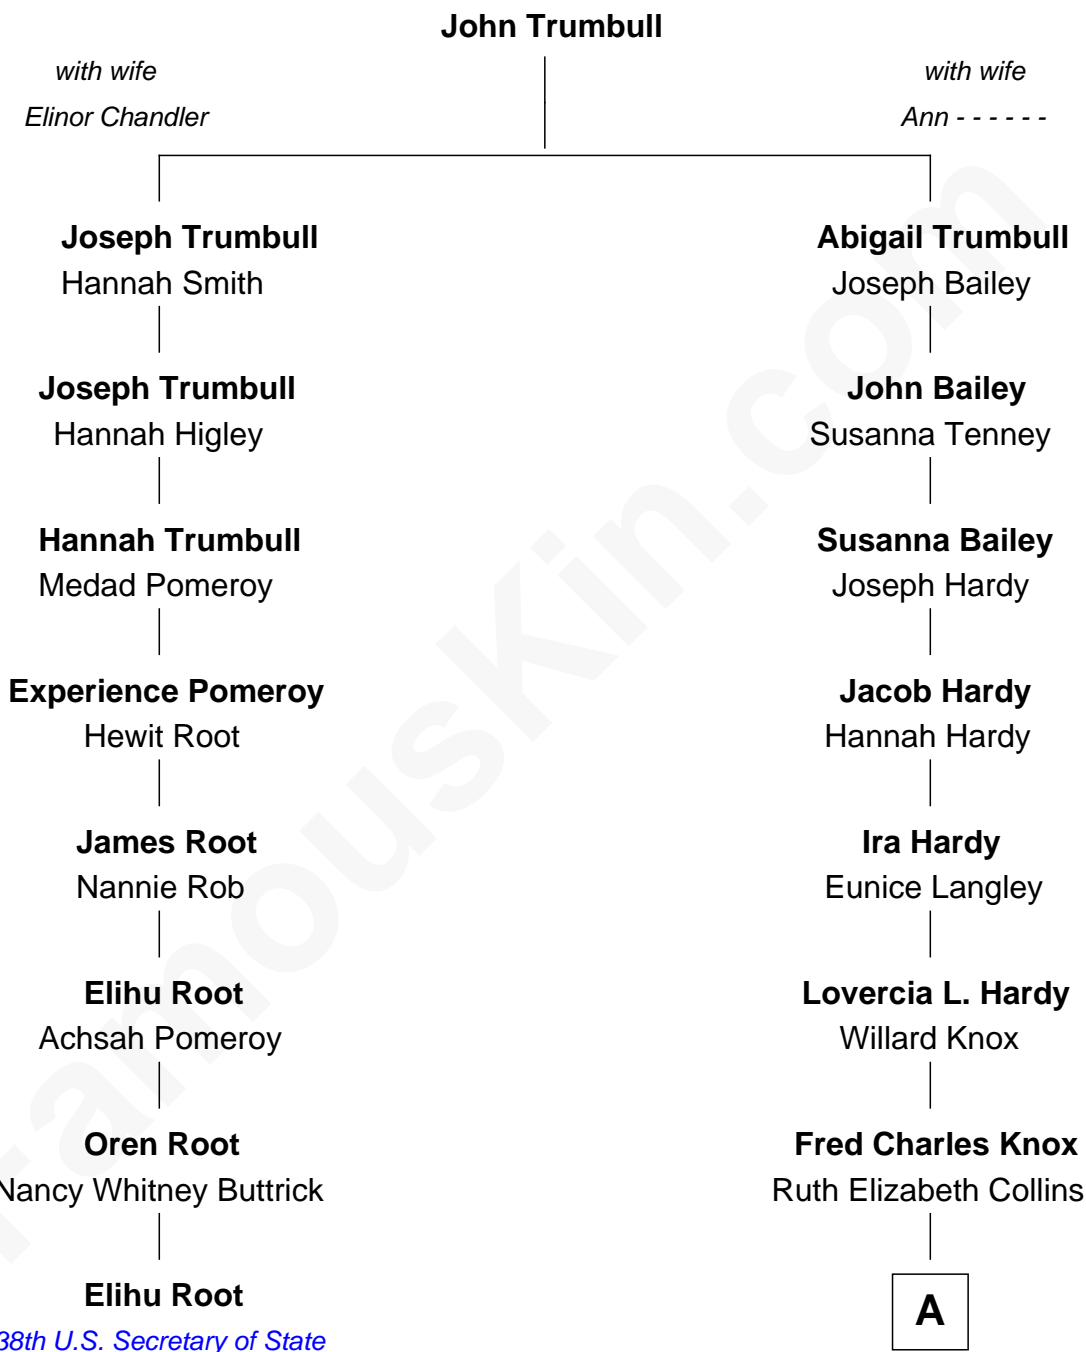 John Trumbull
with wife
Elinor Chandler
with wife
Ann - - - - - -
Joseph Trumbull
Hannah Smith
Abigail Trumbull
Joseph Bailey
Joseph Trumbull
Hannah Higley
John Bailey
Susanna Tenney
Hannah Trumbull
Medad Pomeroy
Susanna Bailey
Joseph Hardy
Experience Pomeroy
Hewit Root
Jacob Hardy
Hannah Hardy
James Root
Nannie Rob
Ira Hardy
Eunice Langley
Elihu Root
Achsah Pomeroy
Lovercia L. Hardy
Willard Knox
Oren Root
Nancy Whitney Buttrick
Fred Charles Knox
Ruth Elizabeth Collins
Elihu Root
38th U.S. Secretary of State
A
FamousKin.com